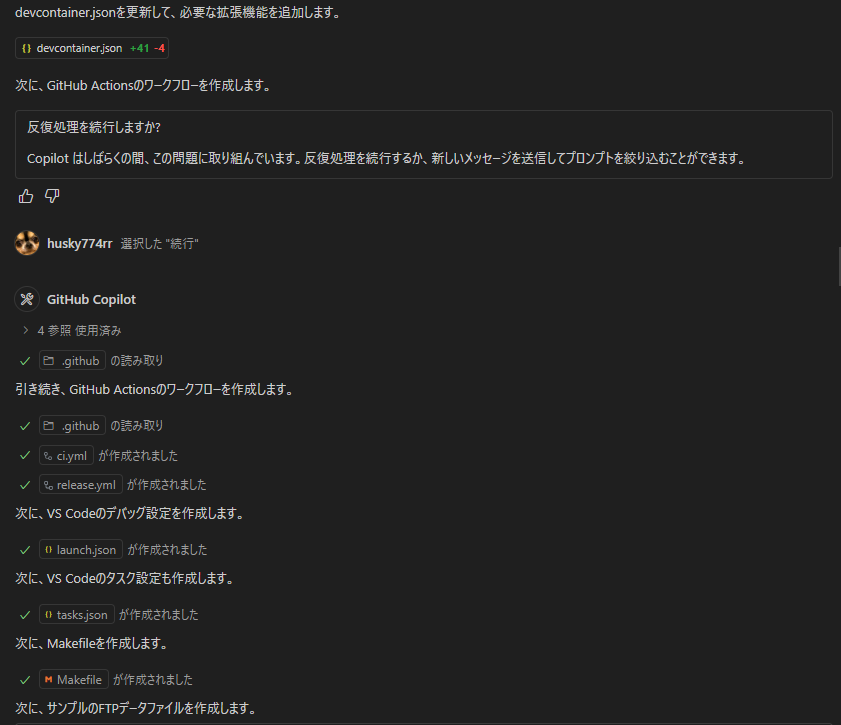 devcontainer.jsonを更新して、必要な拡張機能を追加します。
{} devcontainer.json +41 -4
次に、GitHub Actionsのワークフローを作成します。
反復処理を続行しますか?
Copilot はしばらくの間、この問題に取り組んでいます。反復処理を続行するか、新しいメッセージを送信してプロンプトを絞り込むことができます。
husky774rr 選択した "続行"
GitHub Copilot
4 参照 使用済み
.github の読み取り
引き続き、GitHub Actionsのワークフローを作成します。
.github の読み取り
ci.yml が作成されました
release.yml が作成されました
次に、VS Codeのデバッグ設定を作成します。
{} launch.json が作成されました
次に、VS Codeのタスク設定も作成します。
{} tasks.json が作成されました
次に、Makefileを作成します。
M Makefile が作成されました
次に、サンプルのFTPデータファイルを作成します。